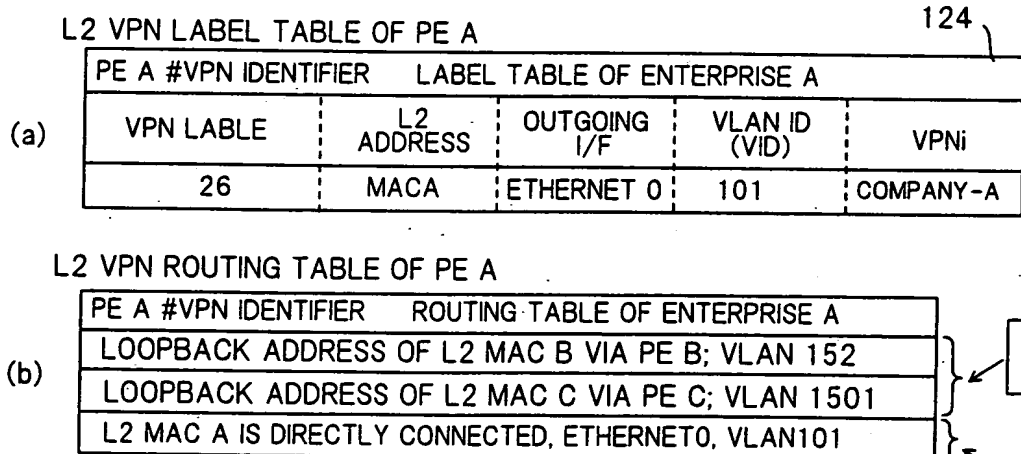 L2 VPN LABEL TABLE OF PE A
124
PE A #VPN IDENTIFIER LABEL TABLE OF ENTERPRISE A
(a)
VPN LABLE L2 ADDRESS OUTGOING I/F VLAN ID (VID) VPNi
26 MACA ETHERNET 0 101 COMPANY-A
L2 VPN ROUTING TABLE OF PE A
PE A #VPN IDENTIFIER ROUTING TABLE OF ENTERPRISE A
(b)
LOOPBACK ADDRESS OF L2 MAC B VIA PE B; VLAN 152
LOOPBACK ADDRESS OF L2 MAC C VIA PE C; VLAN 1501
L2 MAC A IS DIRECTLY CONNECTED, ETHERNET0, VLAN101